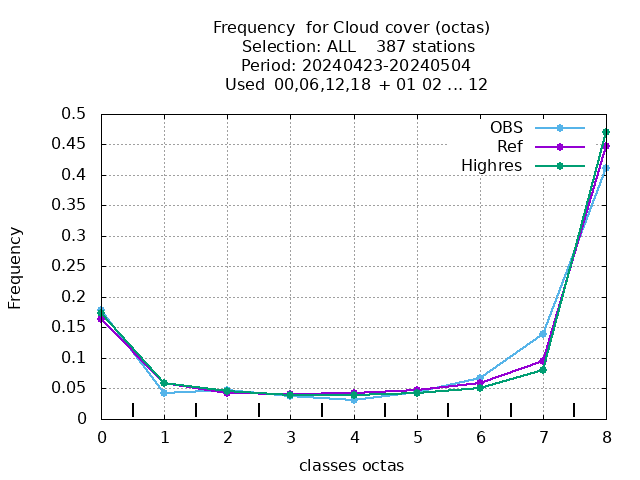 Frequency  for Cloud cover (octas)
Selection: ALL    387 stations
Period: 20240423-20240504
Used  00,06,12,18 + 01 02 ... 12
0.5
0.45
0.4
0.35
0.3
0.25
0.2
0.15
0.1
0.05
0
Frequency
OBS
Ref
Highres
0 1 2 3 4 5 6 7 8
classes octas